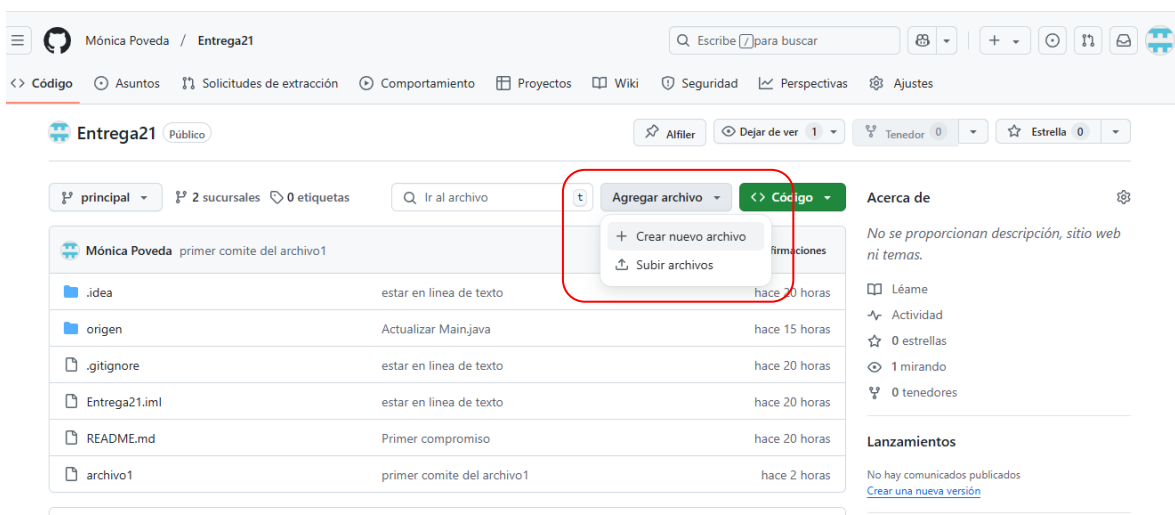 Mónica Poveda / Entrega21
Escribe / para buscar
Código Asuntos Solicitudes de extracción Comportamiento Proyectos Wiki Seguridad Perspectivas Ajustes
Entrega21 Público
Alfiler Dejar de ver 1 Tenedor 0 Estrella 0
principal 2 sucursales 0 etiquetas Ir al archivo t Agregar archivo Código
Acerca de
Crear nuevo archivo
Subir archivos
No se proporcionan descripción, sitio web
ni temas.
Mónica Poveda primer comite del archivo1 firmaciones
.idea estar en linea de texto hace 20 horas
origen Actualizar Main.java hace 15 horas
.gitignore estar en linea de texto hace 20 horas
Entrega21.iml estar en linea de texto hace 20 horas
README.md Primer compromiso hace 20 horas
archivo1 primer comite del archivo1 hace 2 horas
Léame
Actividad
0 estrellas
1 mirando
0 tenedores
Lanzamientos
No hay comunicados publicados
Crear una nueva versión